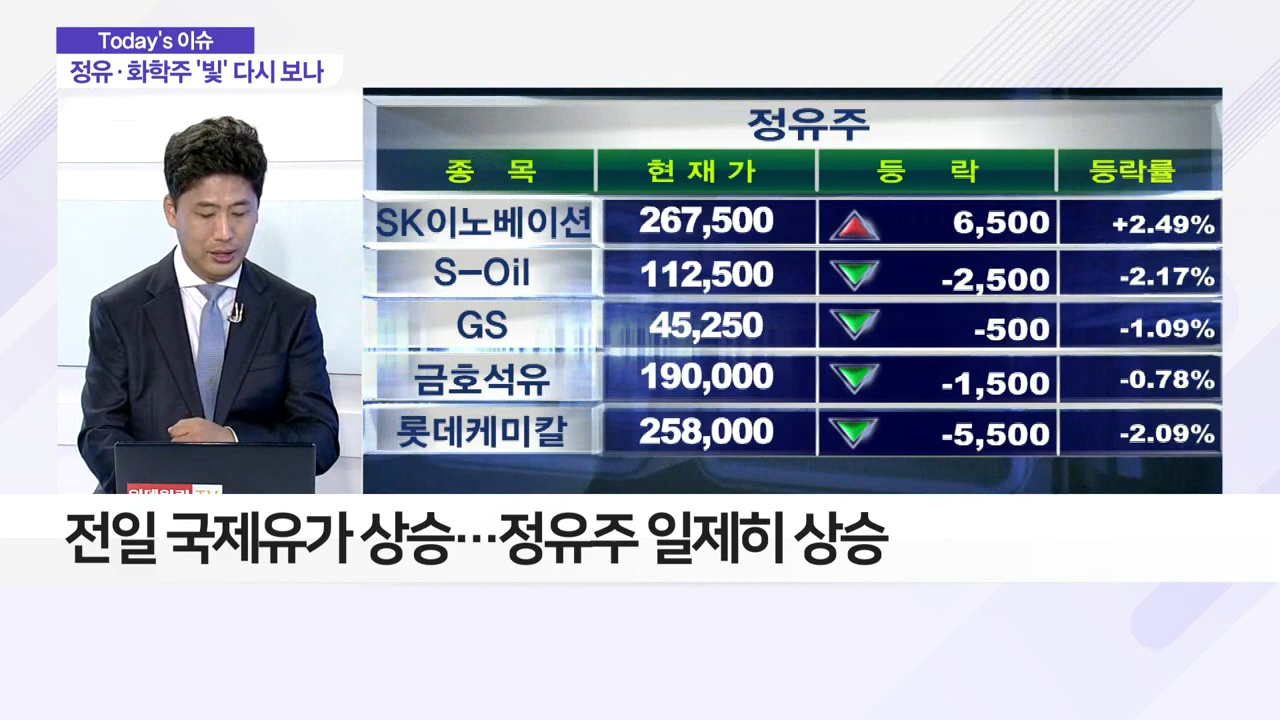 Today's 이슈
정유·화학주 '빛' 다시 보나
정유주
종 목 현 재 가 등 락 등락률
SK이노베이션 267,500 6,500 +2.49%
S-Oil 112,500 -2,500 -2.17%
GS 45,250 -500 -1.09%
금호석유 190,000 -1,500 -0.78%
롯데케미칼 258,000 -5,500 -2.09%
TV
전일 국제유가 상승…정유주 일제히 상승